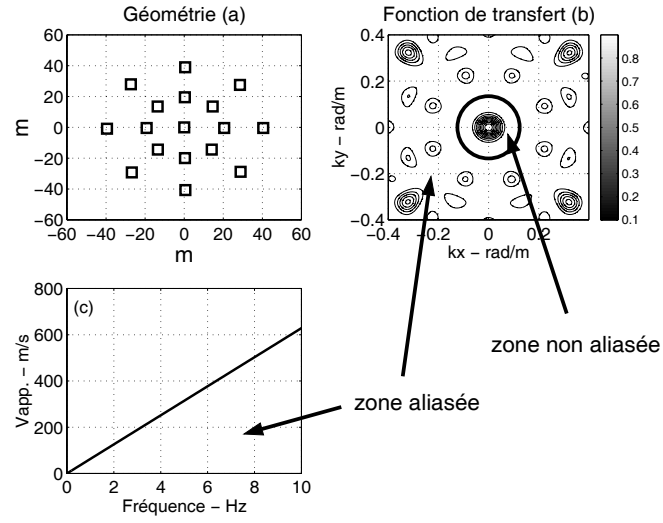 Géométrie (a)
60
40
20
0
−20
−40
−60
m
−60 −40 −20 0 20 40 60
m
Fonction de transfert (b)
0.4
0.2
0
−0.2
−0.4
ky − rad/m
−0.4 −0.2 0 0.2
kx − rad/m
0.8
0.7
0.6
0.5
0.4
0.3
0.2
0.1
(c)
800
600
400
200
0
Vapp. − m/s
0 2 4 6 8 10
Fréquence − Hz
zone non aliasée
zone aliasée